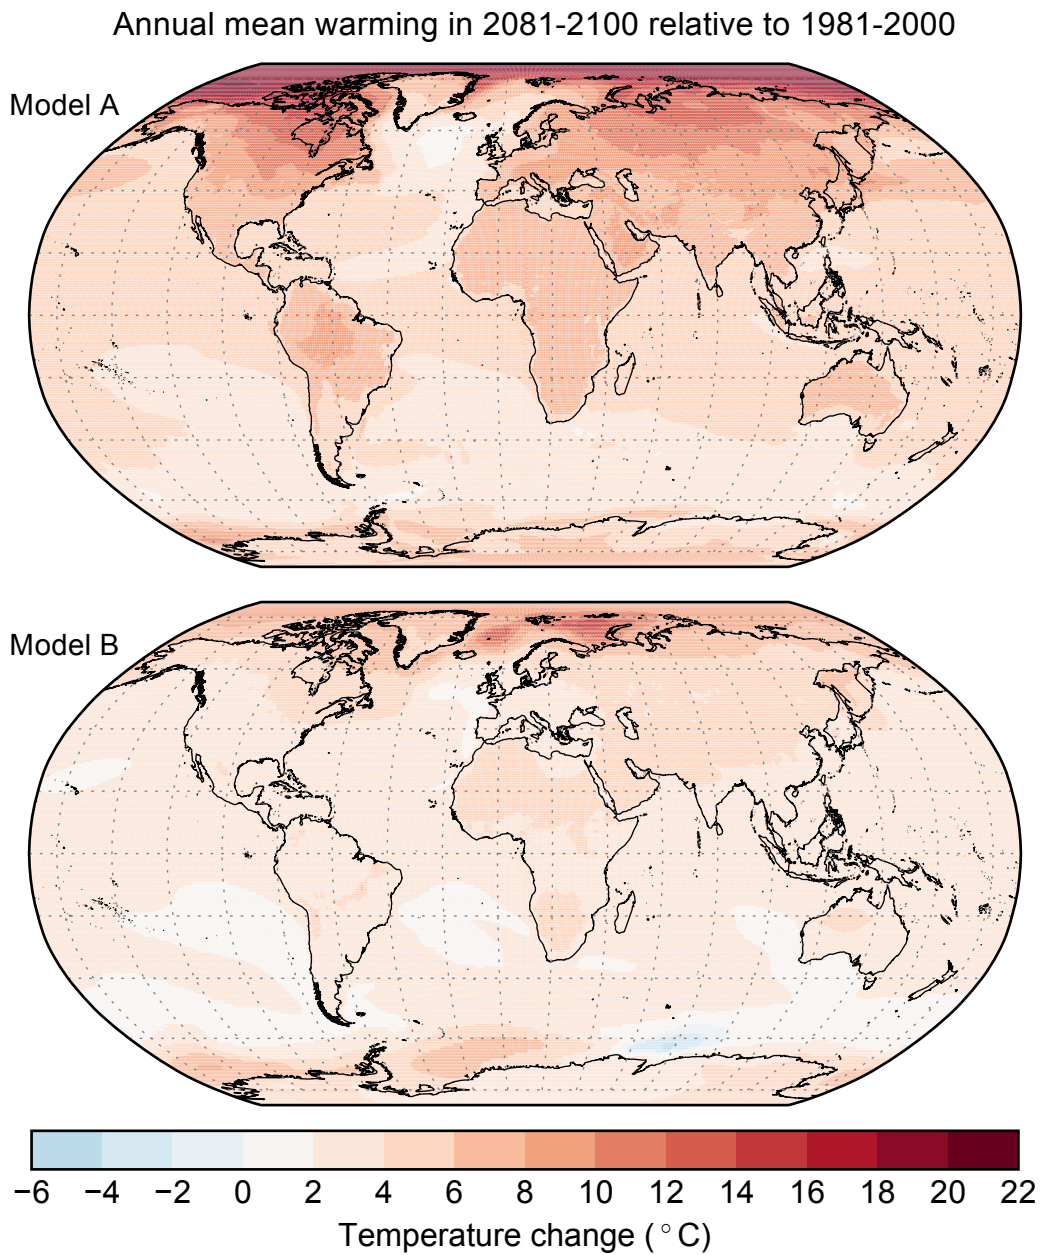 Annual mean warming in 2081-2100 relative to 1981-2000
Model A
Model B
−6 −4 −2 0 2 4 6 8 10 12 14 16 18 20 22
Temperature change (°C)